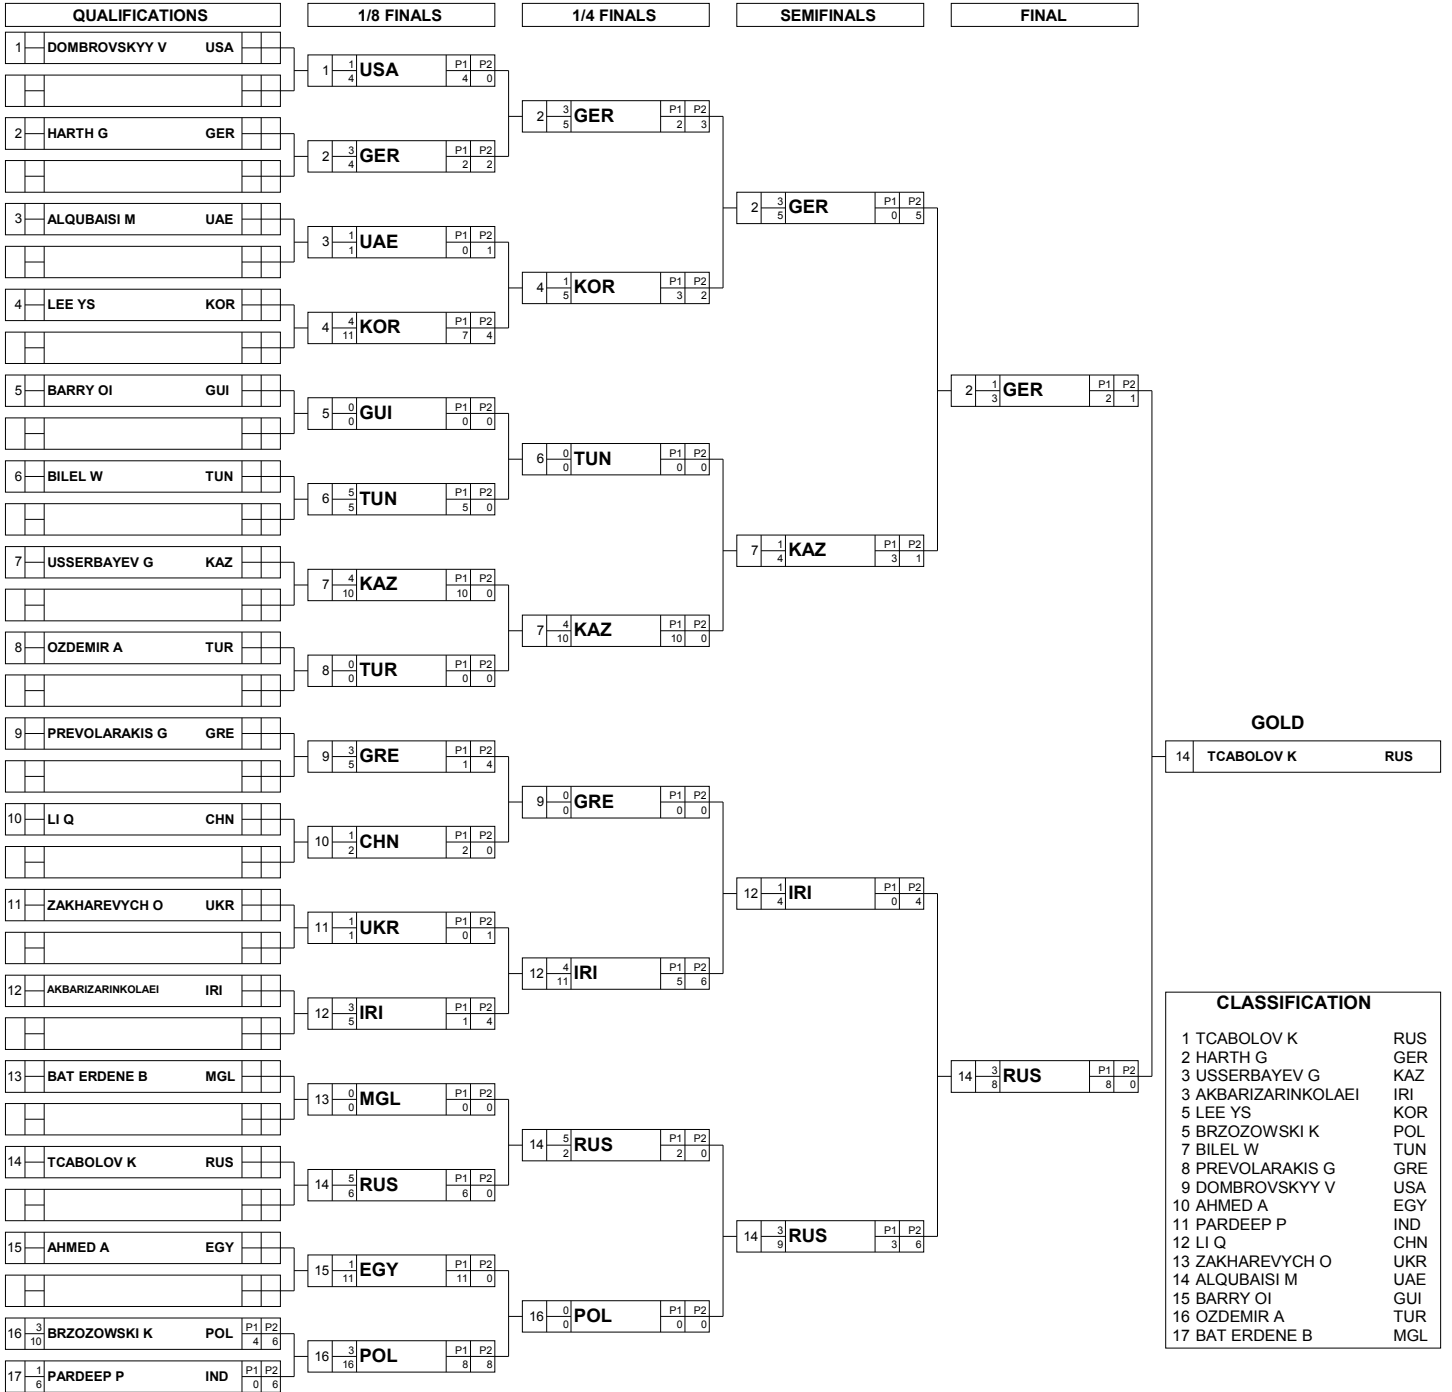 QUALIFICATIONS 1/8 FINALS 1/4 FINALS SEMIFINALS FINAL
1 DOMBROVSKYY V USA
1 1 4 USA P1 P2 4 0
2 3 5 GER P1 P2 2 3
2 HARTH G GER
2 3 4 GER P1 P2 2 2
2 3 5 GER P1 P2 0 5
3 ALQUBAISI M UAE
3 1 1 UAE P1 P2 0 1
4 1 5 KOR P1 P2 3 2
4 LEE YS KOR
4 4 11 KOR P1 P2 7 4
2 1 3 GER P1 P2 2 1
5 BARRY OI GUI
5 0 0 GUI P1 P2 0 0
6 0 0 TUN P1 P2 0 0
6 BILEL W TUN
6 5 5 TUN P1 P2 5 0
7 1 4 KAZ P1 P2 3 1
7 USSERBAYEV G KAZ
7 4 10 KAZ P1 P2 10 0
7 4 10 KAZ P1 P2 10 0
8 OZDEMIR A TUR
8 0 0 TUR P1 P2 0 0
GOLD
14 TCABOLOV K RUS
9 PREVOLARAKIS G GRE
9 3 5 GRE P1 P2 1 4
9 0 0 GRE P1 P2 0 0
10 LI Q CHN
10 1 2 CHN P1 P2 2 0
12 1 4 IRI P1 P2 0 4
11 ZAKHAREVYCH O UKR
11 1 1 UKR P1 P2 0 1
12 4 11 IRI P1 P2 5 6
12 AKBARIZARINKOLAEI IRI
12 3 5 IRI P1 P2 1 4
14 3 8 RUS P1 P2 8 0
13 BAT ERDENE B MGL
13 0 0 MGL P1 P2 0 0
14 5 2 RUS P1 P2 2 0
14 TCABOLOV K RUS
14 5 6 RUS P1 P2 6 0
14 3 9 RUS P1 P2 3 6
15 AHMED A EGY
15 1 11 EGY P1 P2 11 0
16 0 0 POL P1 P2 0 0
16 3 10 BRZOZOWSKI K POL P1 P2 4 6
16 3 16 POL P1 P2 8 8
17 1 6 PARDEEP P IND P1 P2 0 6
CLASSIFICATION
1 TCABOLOV K RUS
2 HARTH G GER
3 USSERBAYEV G KAZ
3 AKBARIZARINKOLAEI IRI
5 LEE YS KOR
5 BRZOZOWSKI K POL
7 BILEL W TUN
8 PREVOLARAKIS G GRE
9 DOMBROVSKYY V USA
10 AHMED A EGY
11 PARDEEP P IND
12 LI Q CHN
13 ZAKHAREVYCH O UKR
14 ALQUBAISI M UAE
15 BARRY OI GUI
16 OZDEMIR A TUR
17 BAT ERDENE B MGL